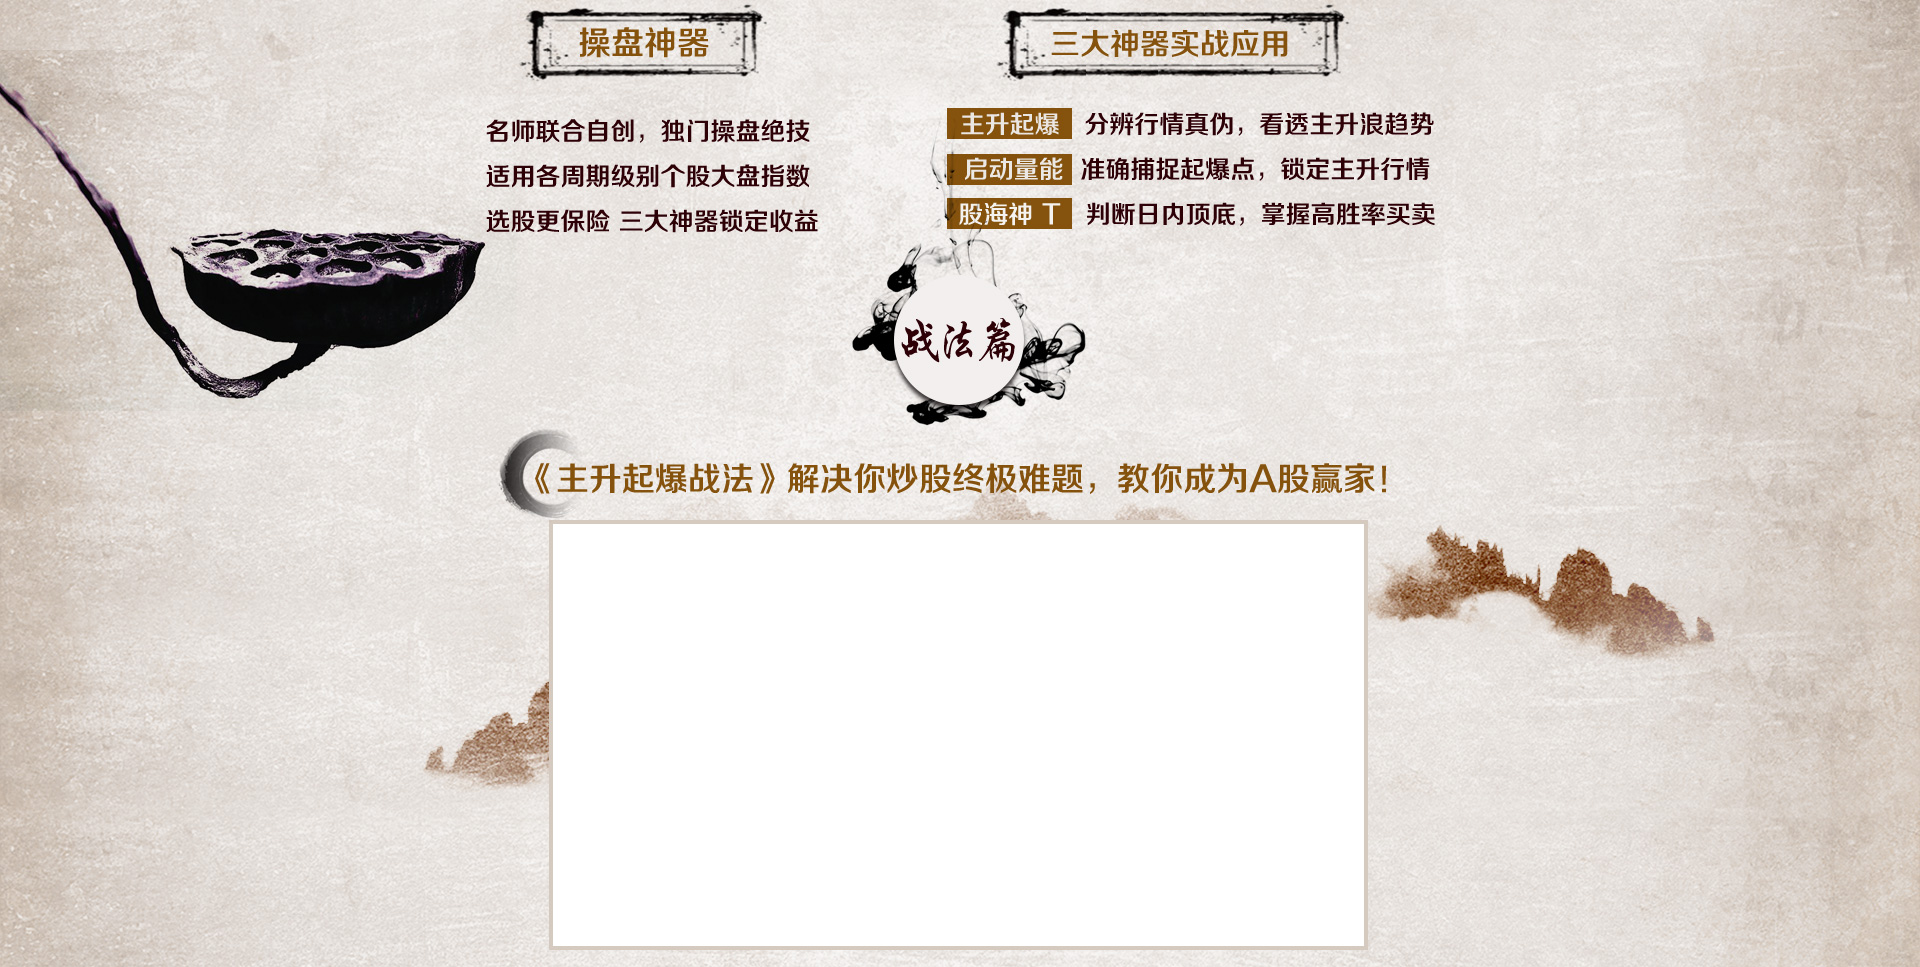 操盘神器
名师联合自创，独门操盘绝技
适用各周期级别个股大盘指数
选股更保险 三大神器锁定收益
三大神器实战应用
主升起爆 分辨行情真伪，看透主升浪趋势
启动量能 准确捕捉起爆点，锁定主升行情
股海神 T 判断日内顶底，掌握高胜率买卖
战法篇
《主升起爆战法》解决你炒股终极难题，教你成为A股赢家！